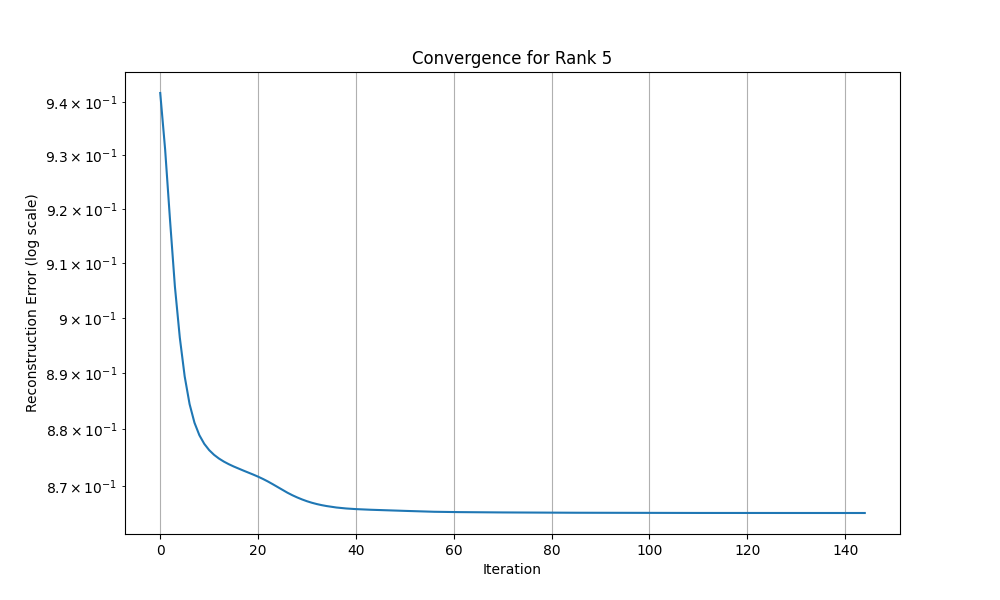 Convergence for Rank 5
Reconstruction Error (log scale)
9.4 × 10⁻¹
9.3 × 10⁻¹
9.2 × 10⁻¹
9.1 × 10⁻¹
9 × 10⁻¹
8.9 × 10⁻¹
8.8 × 10⁻¹
8.7 × 10⁻¹
0 20 40 60 80 100 120 140
Iteration